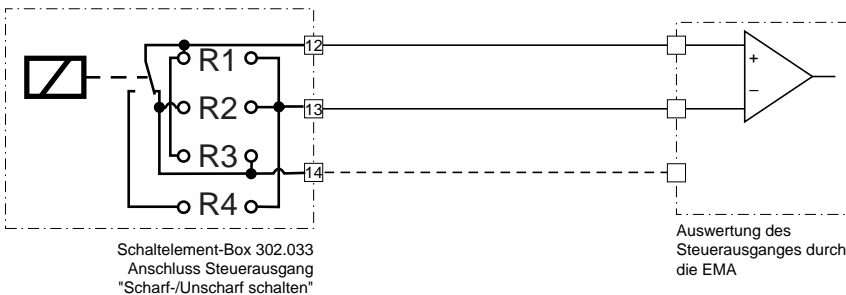 R1
12
+
R2
13
–
R3
14
R4
Schaltelement-Box 302.033
Anschluss Steuerausgang
"Scharf-/Unscharf schalten"
Auswertung des
Steuerausganges durch
die EMA